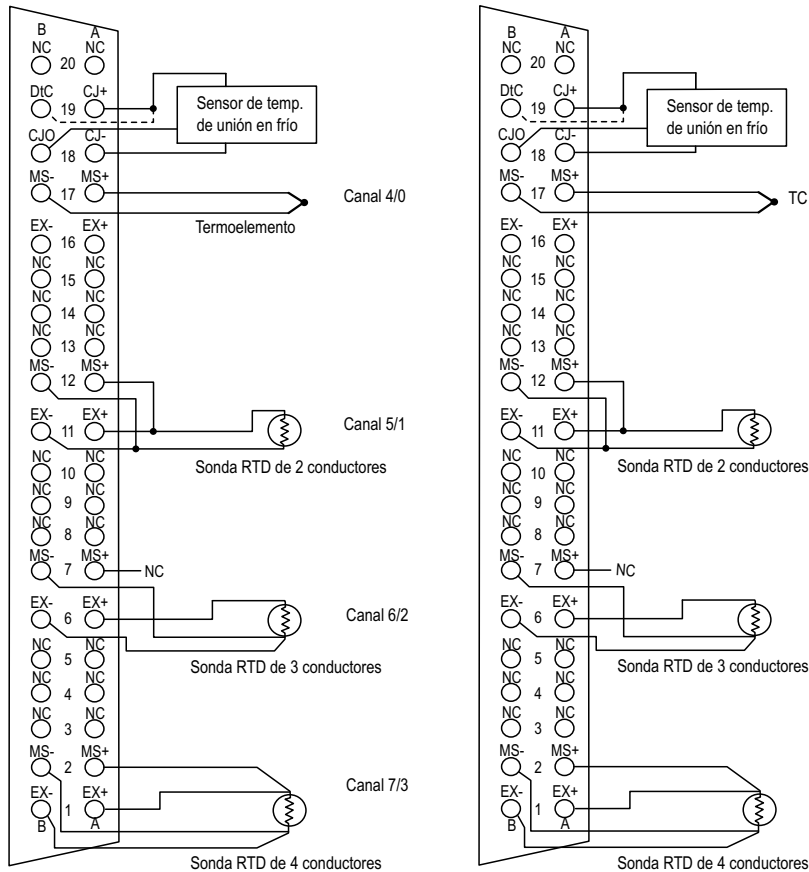 B A
NC NC
20
DtC CJ+
19
Sensor de temp.
de unión en frío
CJO CJ-
18
MS- MS+
17
Canal 4/0
Termoelemento
EX- EX+
16
NC NC
15
NC NC
14
NC NC
13
MS- MS+
12
EX- EX+
11
Canal 5/1
Sonda RTD de 2 conductores
NC NC
10
NC NC
9
NC NC
8
MS- MS+
7
NC
EX- EX+
6
Canal 6/2
NC NC
5
Sonda RTD de 3 conductores
NC NC
4
NC NC
3
MS- MS+
2
Canal 7/3
EX- EX+
1
B A
Sonda RTD de 4 conductores
B A
NC NC
20
DtC CJ+
19
Sensor de temp.
de unión en frío
CJO CJ-
18
MS- MS+
17
TC
EX- EX+
16
NC NC
15
NC NC
14
NC NC
13
MS- MS+
12
EX- EX+
11
Sonda RTD de 2 conductores
NC NC
10
NC NC
9
NC NC
8
MS- MS+
7
NC
EX- EX+
6
NC NC
5
Sonda RTD de 3 conductores
NC NC
4
NC NC
3
MS- MS+
2
EX- EX+
1
B A
Sonda RTD de 4 conductores